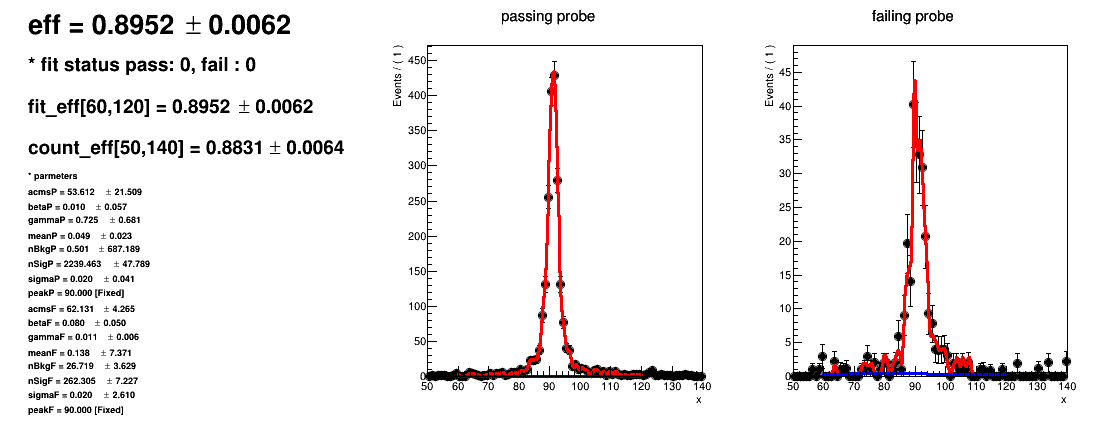 eff = 0.8952 ± 0.0062
* fit status pass: 0, fail : 0
fit_eff[60,120] = 0.8952 ± 0.0062
count_eff[50,140] = 0.8831 ± 0.0064
* parmeters
acmsP = 53.612 ± 21.509
betaP = 0.010 ± 0.057
gammaP = 0.725 ± 0.681
meanP = 0.049 ± 0.023
nBkgP = 0.501 ± 687.189
nSigP = 2239.463 ± 47.789
sigmaP = 0.020 ± 0.041
peakP = 90.000 [Fixed]
acmsF = 62.131 ± 4.265
betaF = 0.080 ± 0.050
gammaF = 0.011 ± 0.006
meanF = 0.138 ± 7.371
nBkgF = 26.719 ± 3.629
nSigF = 262.305 ± 7.227
sigmaF = 0.020 ± 2.610
peakF = 90.000 [Fixed]
passing probe
Events / ( 1 )
450
400
350
300
250
200
150
100
50
0
50 60 70 80 90 100 110 120 130 140
x
failing probe
Events / ( 1 )
45
40
35
30
25
20
15
10
5
0
50 60 70 80 90 100 110 120 130 140
x